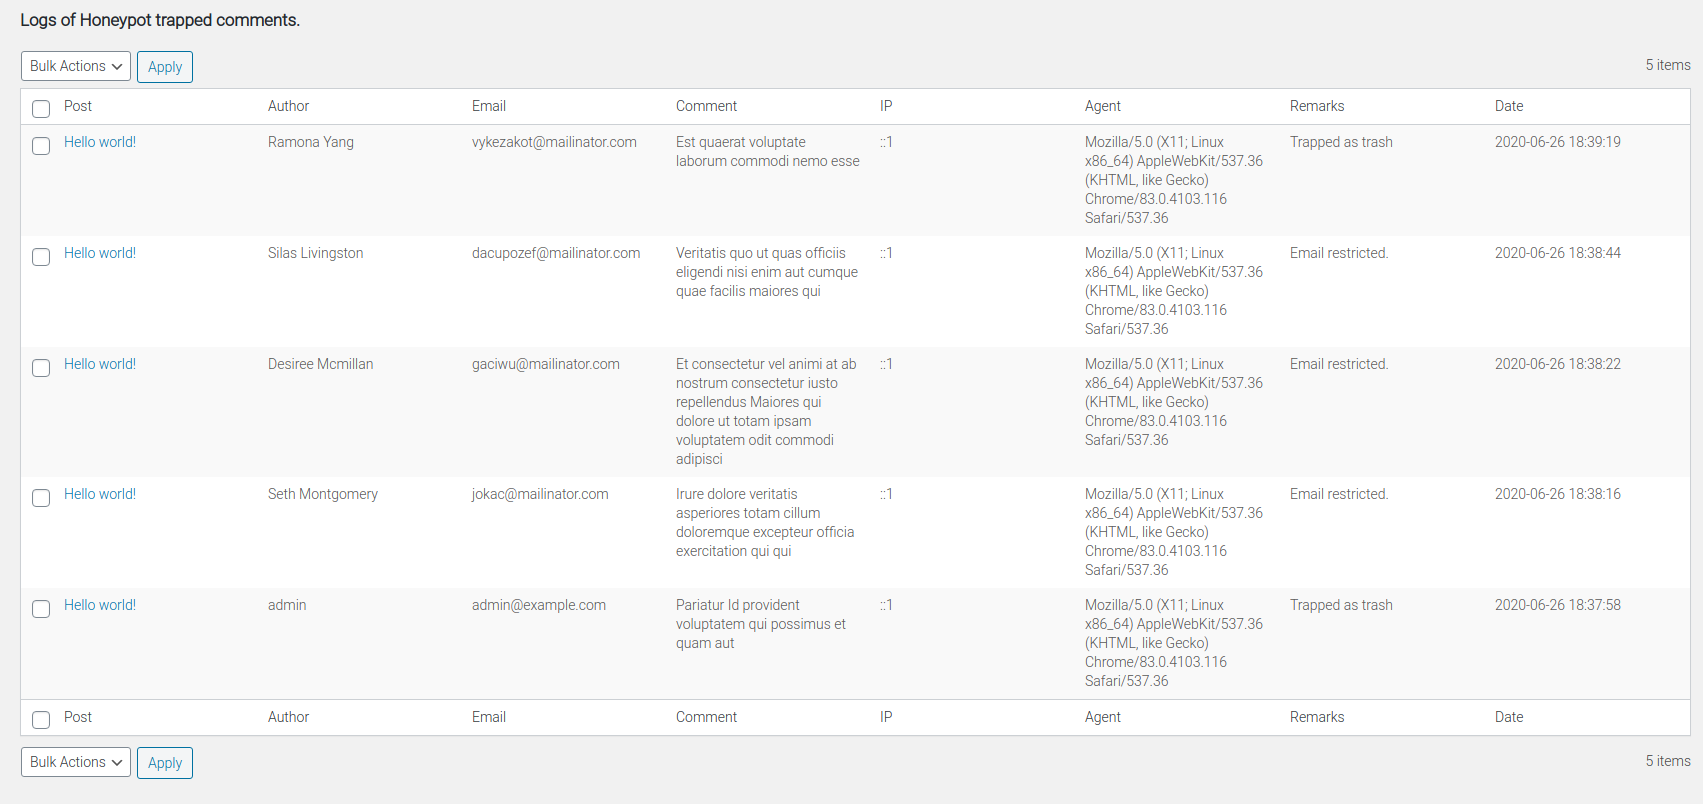 Logs of Honeypot trapped comments.
Bulk Actions Apply 5 items
Post Author Email Comment IP Agent Remarks Date
Hello world! Ramona Yang vykezakot@mailinator.com Est quaerat voluptate ::1 Mozilla/5.0 (X11; Linux Trapped as trash 2020-06-26 18:39:19
laborum commodi nemo esse x86_64) AppleWebKit/537.36
(KHTML, like Gecko)
Chrome/83.0.4103.116
Safari/537.36
Hello world! Silas Livingston dacupozef@mailinator.com Veritatis quo ut quas officiis ::1 Mozilla/5.0 (X11; Linux Email restricted. 2020-06-26 18:38:44
eligendi nisi enim aut cumque x86_64) AppleWebKit/537.36
quae facilis maiores qui (KHTML, like Gecko)
Chrome/83.0.4103.116
Safari/537.36
Hello world! Desiree Mcmillan gaciwu@mailinator.com Et consectetur vel animi at ab ::1 Mozilla/5.0 (X11; Linux Email restricted. 2020-06-26 18:38:22
nostrum consectetur iusto x86_64) AppleWebKit/537.36
repellendus Maiores qui (KHTML, like Gecko)
dolore ut totam ipsam Chrome/83.0.4103.116
voluptatem odit commodi Safari/537.36
adipisci
Hello world! Seth Montgomery jokac@mailinator.com Irure dolore veritatis ::1 Mozilla/5.0 (X11; Linux Email restricted. 2020-06-26 18:38:16
asperiores totam cillum x86_64) AppleWebKit/537.36
doloremque excepteur officia (KHTML, like Gecko)
exercitation qui qui Chrome/83.0.4103.116
Safari/537.36
Hello world! admin admin@example.com Pariatur Id provident ::1 Mozilla/5.0 (X11; Linux Trapped as trash 2020-06-26 18:37:58
voluptatem qui possimus et x86_64) AppleWebKit/537.36
quam aut (KHTML, like Gecko)
Chrome/83.0.4103.116
Safari/537.36
Post Author Email Comment IP Agent Remarks Date
Bulk Actions Apply 5 items